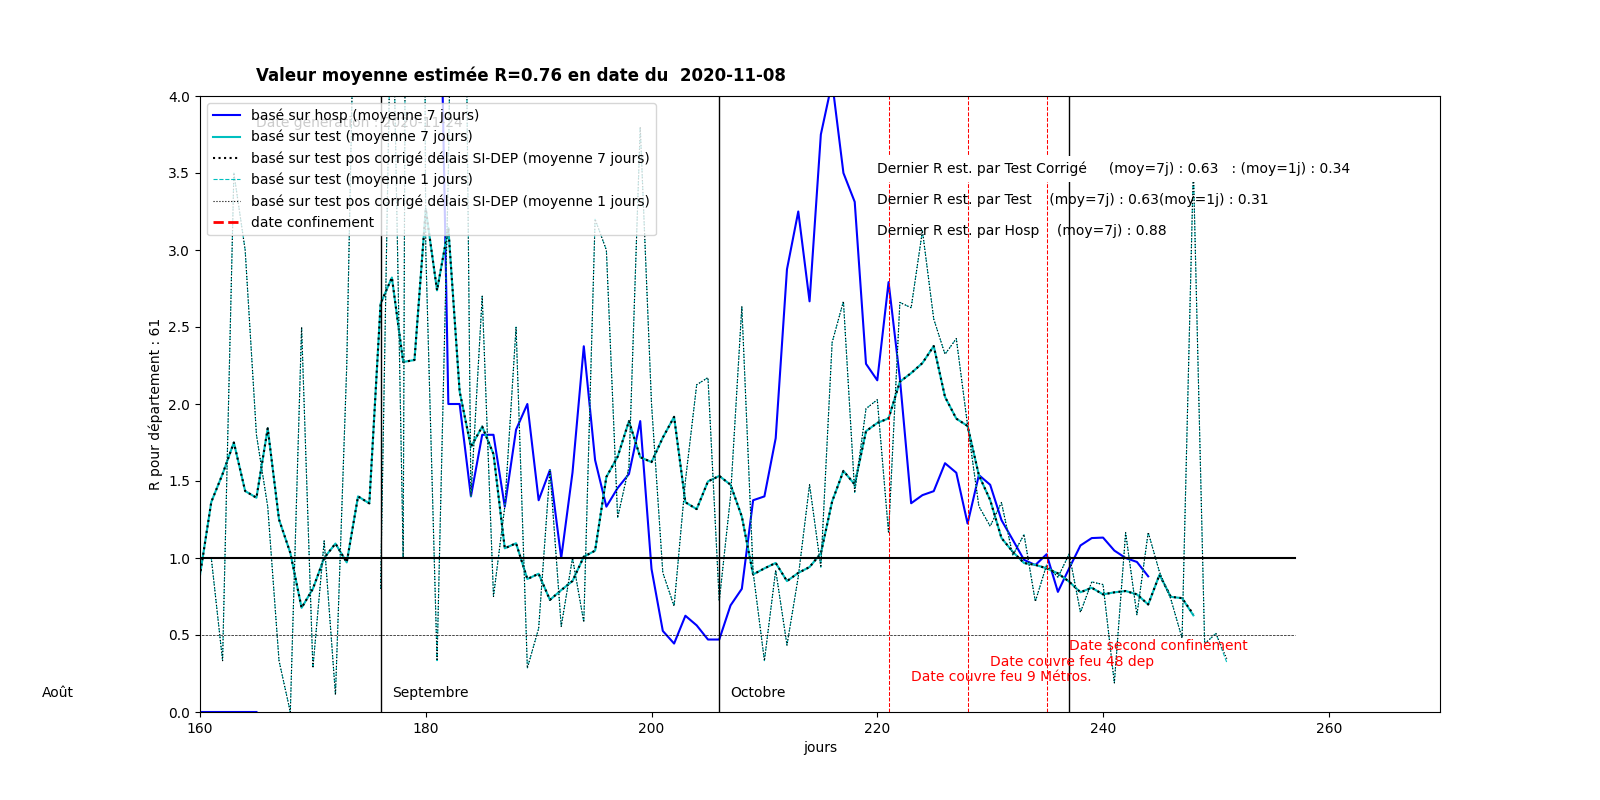 Valeur moyenne estimée R=0.76 en date du  2020-11-08
Date génération : 2020-11-24
basé sur hosp (moyenne 7 jours)
basé sur test (moyenne 7 jours)
basé sur test pos corrigé délais SI-DEP (moyenne 7 jours)
basé sur test (moyenne 1 jours)
basé sur test pos corrigé délais SI-DEP (moyenne 1 jours)
date confinement
Dernier R est. par Test Corrigé     (moy=7j) : 0.63   : (moy=1j) : 0.34
Dernier R est. par Test    (moy=7j) : 0.63(moy=1j) : 0.31
Dernier R est. par Hosp    (moy=7j) : 0.88
R pour département : 61
4.0
3.5
3.0
2.5
2.0
1.5
1.0
0.5
0.0
Date second confinement
Date couvre feu 48 dep
Date couvre feu 9 Métros.
Août
Septembre
Octobre
160
180
200
220
240
260
jours